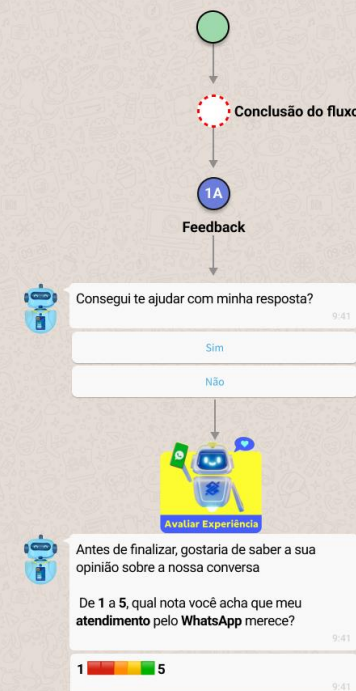 Conclusão do fluxo
1A
Feedback
Consegui te ajudar com minha resposta?
9:41
Sim
Não
Avaliar Experiência
Antes de finalizar, gostaria de saber a sua
opinião sobre a nossa conversa
De 1 a 5, qual nota você acha que meu
atendimento pelo WhatsApp merece?
9:41
1 5
9:41